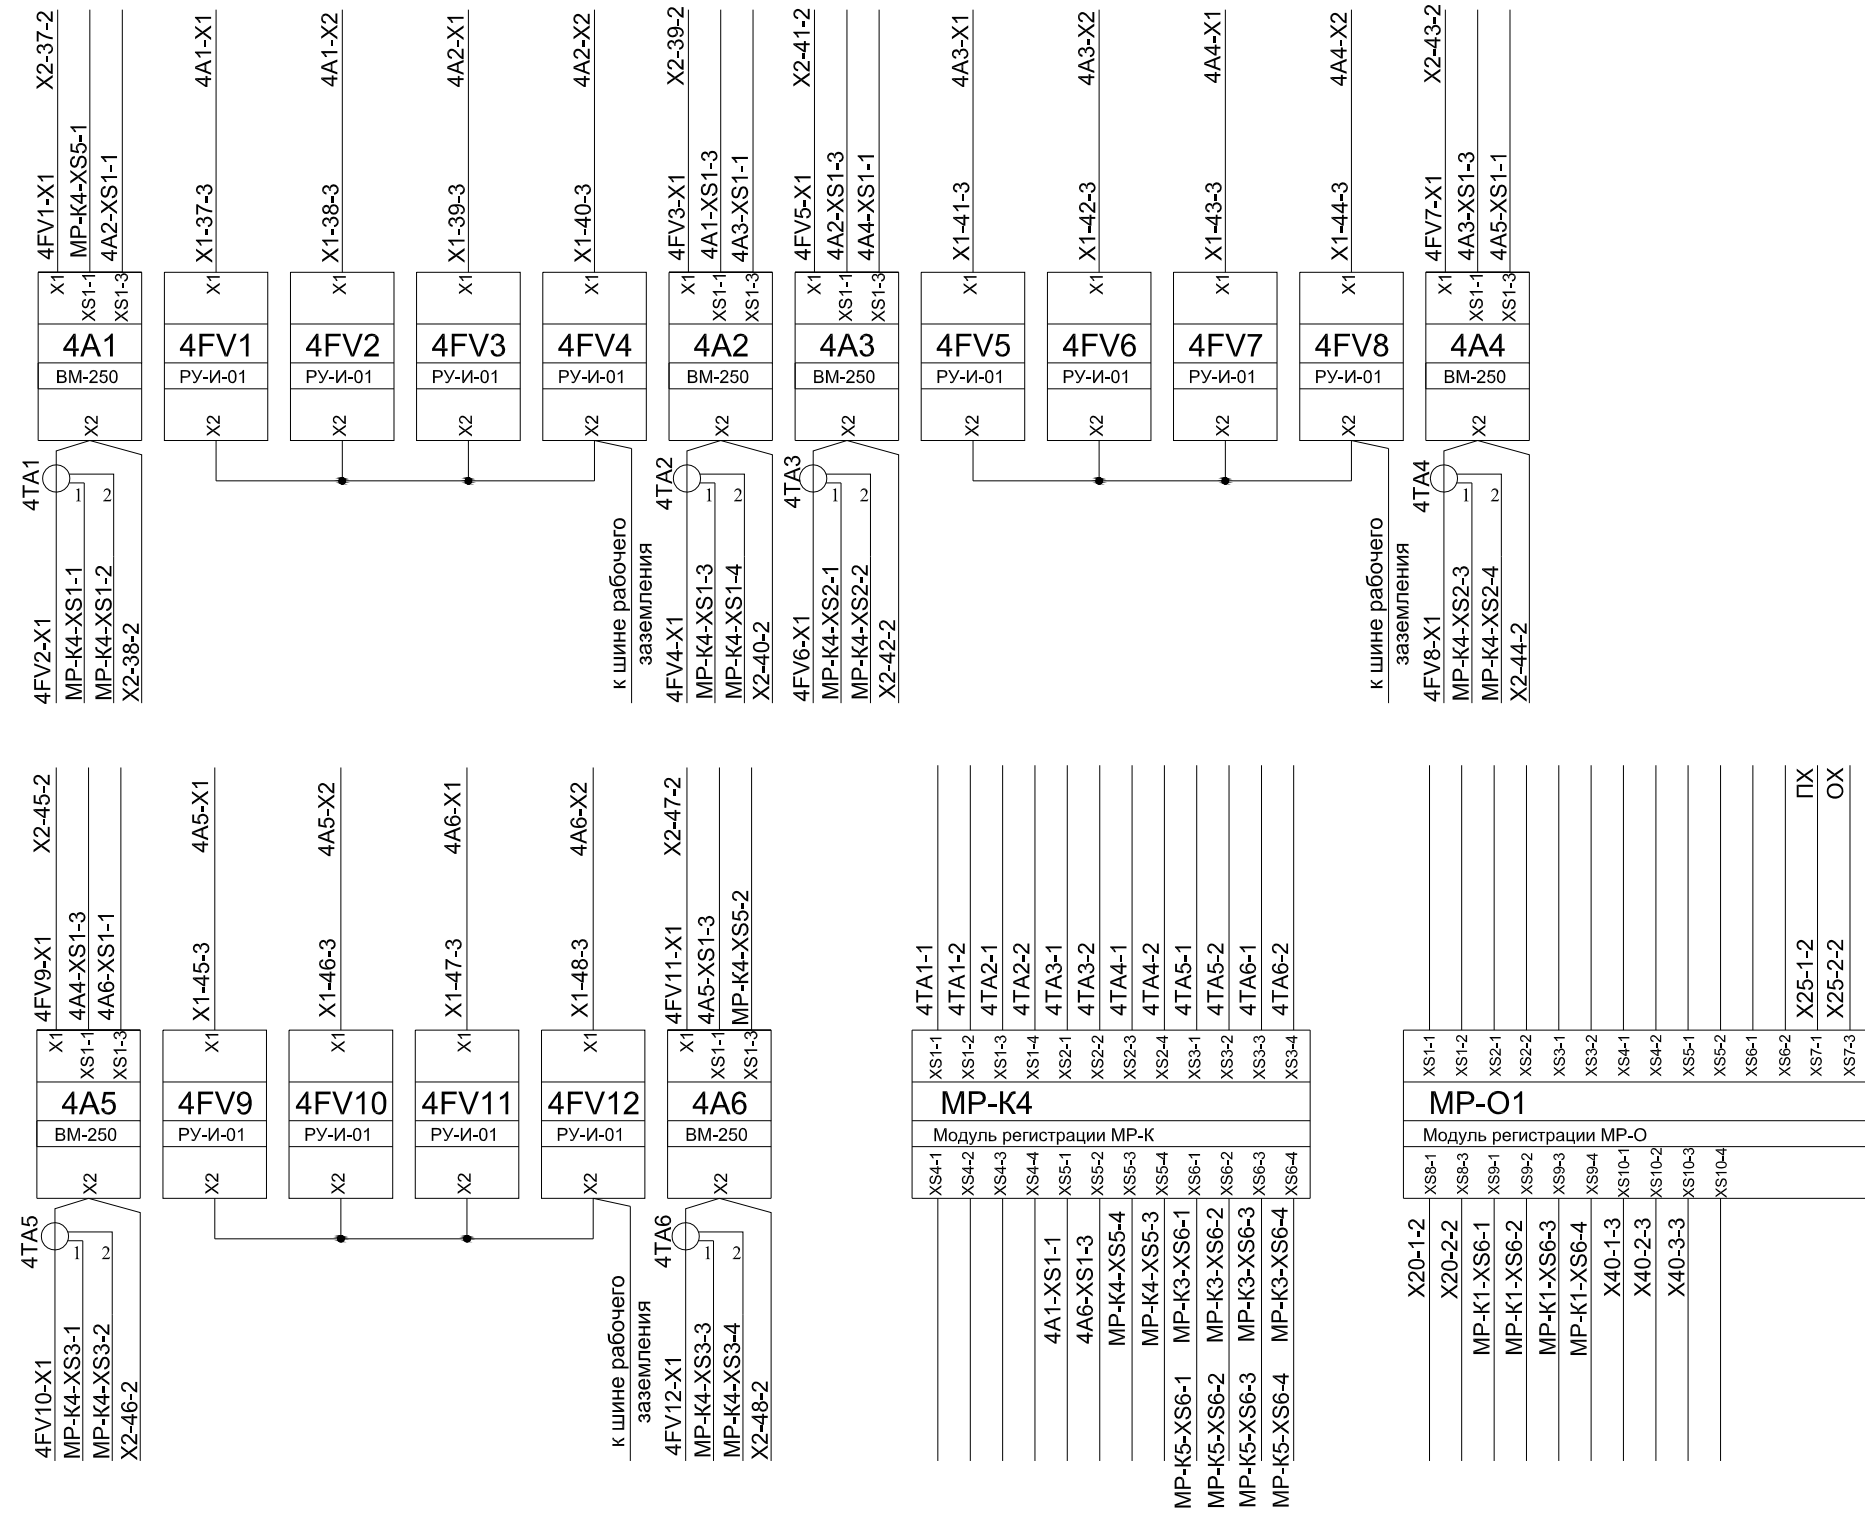 X2-37-2
4FV1-X1
МР-К4-XS5-1
4A2-XS1-1
4A1-X1
X1-37-3
4A1-X2
X1-38-3
4A2-X1
X1-39-3
4A2-X2
X1-40-3
X2-39-2
4FV3-X1
4A1-XS1-3
4A3-XS1-1
X2-41-2
4FV5-X1
4A2-XS1-3
4A4-XS1-1
4A3-X1
X1-41-3
4A3-X2
X1-42-3
4A4-X1
X1-43-3
4A4-X2
X1-44-3
X2-43-2
4FV7-X1
4A3-XS1-3
4A5-XS1-1
X1 XS1-1 XS1-3 X1 X1 X1 X1 X1 XS1-1 XS1-3 X1 XS1-1 XS1-3 X1 X1 X1 X1 X1 XS1-1 XS1-3
4A1 4FV1 4FV2 4FV3 4FV4 4A2 4A3 4FV5 4FV6 4FV7 4FV8 4A4
ВМ-250 РУ-И-01 РУ-И-01 РУ-И-01 РУ-И-01 ВМ-250 ВМ-250 РУ-И-01 РУ-И-01 РУ-И-01 РУ-И-01 ВМ-250
X2 X2 X2 X2 X2 X2 X2 X2 X2 X2 X2 X2
4TA1
1 2
4FV2-X1
МР-К4-XS1-1
МР-К4-XS1-2
X2-38-2
к шине рабочего
заземления
4TA2
1 2
4FV4-X1
МР-К4-XS1-3
МР-К4-XS1-4
X2-40-2
4TA3
1 2
4FV6-X1
МР-К4-XS2-1
МР-К4-XS2-2
X2-42-2
к шине рабочего
заземления
4TA4
1 2
4FV8-X1
МР-К4-XS2-3
МР-К4-XS2-4
X2-44-2
X2-45-2
4FV9-X1
4A4-XS1-3
4A6-XS1-1
4A5-X1
X1-45-3
4A5-X2
X1-46-3
4A6-X1
X1-47-3
4A6-X2
X1-48-3
X2-47-2
4FV11-X1
4A5-XS1-3
МР-К4-XS5-2
X1 XS1-1 XS1-3 X1 X1 X1 X1 X1 XS1-1 XS1-3
4A5 4FV9 4FV10 4FV11 4FV12 4A6
ВМ-250 РУ-И-01 РУ-И-01 РУ-И-01 РУ-И-01 ВМ-250
X2 X2 X2 X2 X2 X2
4TA5
1 2
4FV10-X1
МР-К4-XS3-1
МР-К4-XS3-2
X2-46-2
к шине рабочего
заземления
4TA6
1 2
4FV12-X1
МР-К4-XS3-3
МР-К4-XS3-4
X2-48-2
4TA1-1
4TA1-2
4TA2-1
4TA2-2
4TA3-1
4TA3-2
4TA4-1
4TA4-2
4TA5-1
4TA5-2
4TA6-1
4TA6-2
XS1-1 XS1-2 XS1-3 XS1-4 XS2-1 XS2-2 XS2-3 XS2-4 XS3-1 XS3-2 XS3-3 XS3-4
МР-К4
Модуль регистрации МР-К
XS4-1 XS4-2 XS4-3 XS4-4 XS5-1 XS5-2 XS5-3 XS5-4 XS6-1 XS6-2 XS6-3 XS6-4
4A1-XS1-1
4A6-XS1-3
МР-К4-XS5-4
МР-К4-XS5-3
МР-К5-XS6-1 МР-К3-XS6-1
МР-К5-XS6-2 МР-К3-XS6-2
МР-К5-XS6-3 МР-К3-XS6-3
МР-К5-XS6-4 МР-К3-XS6-4
X25-1-2 ПХ
X25-2-2 ОХ
XS1-1 XS1-2 XS2-1 XS2-2 XS3-1 XS3-2 XS4-1 XS4-2 XS5-1 XS5-2 XS6-1 XS6-2 XS7-1 XS7-3
МР-О1
Модуль регистрации МР-О
XS8-1 XS8-3 XS9-1 XS9-2 XS9-3 XS9-4 XS10-1 XS10-2 XS10-3 XS10-4
X20-1-2
X20-2-2
МР-К1-XS6-1
МР-К1-XS6-2
МР-К1-XS6-3
МР-К1-XS6-4
X40-1-3
X40-2-3
X40-3-3